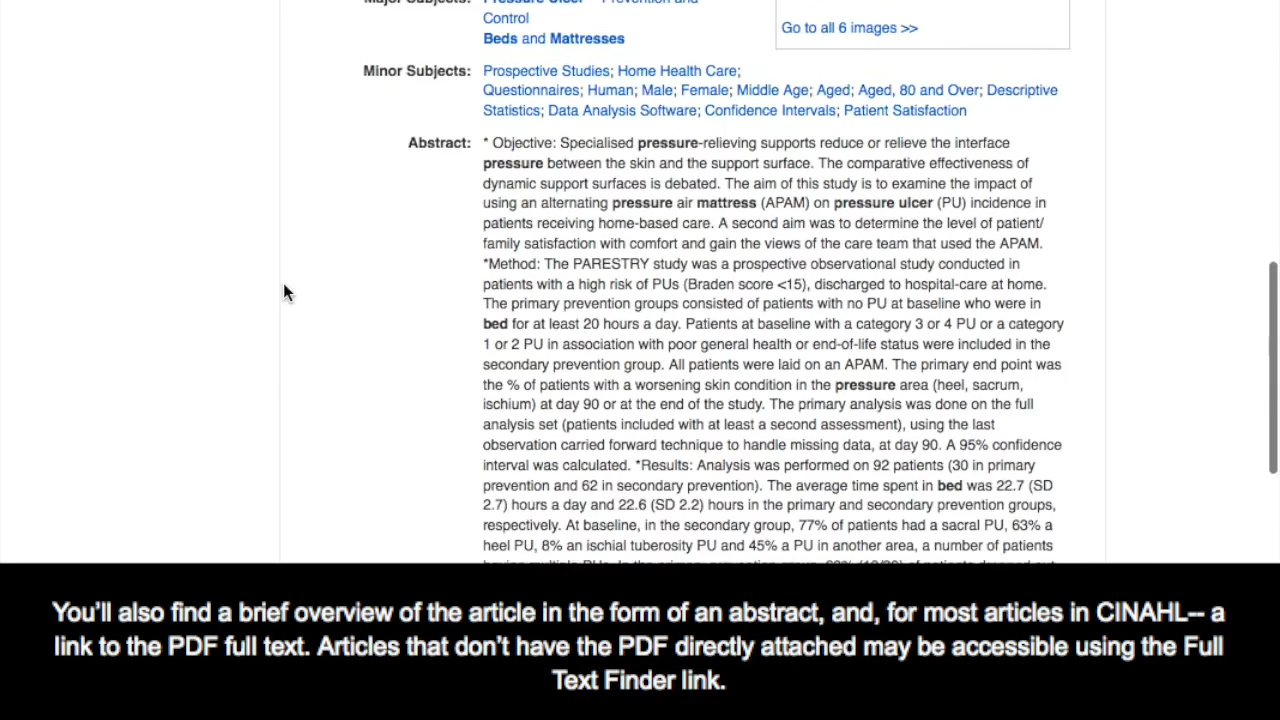 Major Subjects: Pressure Ulcer -- Prevention and
Control
Beds and Mattresses
Go to all 6 images >>
Minor Subjects: Prospective Studies; Home Health Care;
Questionnaires; Human; Male; Female; Middle Age; Aged; Aged, 80 and Over; Descriptive
Statistics; Data Analysis Software; Confidence Intervals; Patient Satisfaction
Abstract: * Objective: Specialised pressure-relieving supports reduce or relieve the interface
pressure between the skin and the support surface. The comparative effectiveness of
dynamic support surfaces is debated. The aim of this study is to examine the impact of
using an alternating pressure air mattress (APAM) on pressure ulcer (PU) incidence in
patients receiving home-based care. A second aim was to determine the level of patient/
family satisfaction with comfort and gain the views of the care team that used the APAM.
*Method: The PARESTRY study was a prospective observational study conducted in
patients with a high risk of PUs (Braden score <15), discharged to hospital-care at home.
The primary prevention groups consisted of patients with no PU at baseline who were in
bed for at least 20 hours a day. Patients at baseline with a category 3 or 4 PU or a category
1 or 2 PU in association with poor general health or end-of-life status were included in the
secondary prevention group. All patients were laid on an APAM. The primary end point was
the % of patients with a worsening skin condition in the pressure area (heel, sacrum,
ischium) at day 90 or at the end of the study. The primary analysis was done on the full
analysis set (patients included with at least a second assessment), using the last
observation carried forward technique to handle missing data, at day 90. A 95% confidence
interval was calculated. *Results: Analysis was performed on 92 patients (30 in primary
prevention and 62 in secondary prevention). The average time spent in bed was 22.7 (SD
2.7) hours a day and 22.6 (SD 2.2) hours in the primary and secondary prevention groups,
respectively. At baseline, in the secondary group, 77% of patients had a sacral PU, 63% a
heel PU, 8% an ischial tuberosity PU and 45% a PU in another area, a number of patients
You'll also find a brief overview of the article in the form of an abstract, and, for most articles in CINAHL-- a
link to the PDF full text. Articles that don't have the PDF directly attached may be accessible using the Full
Text Finder link.